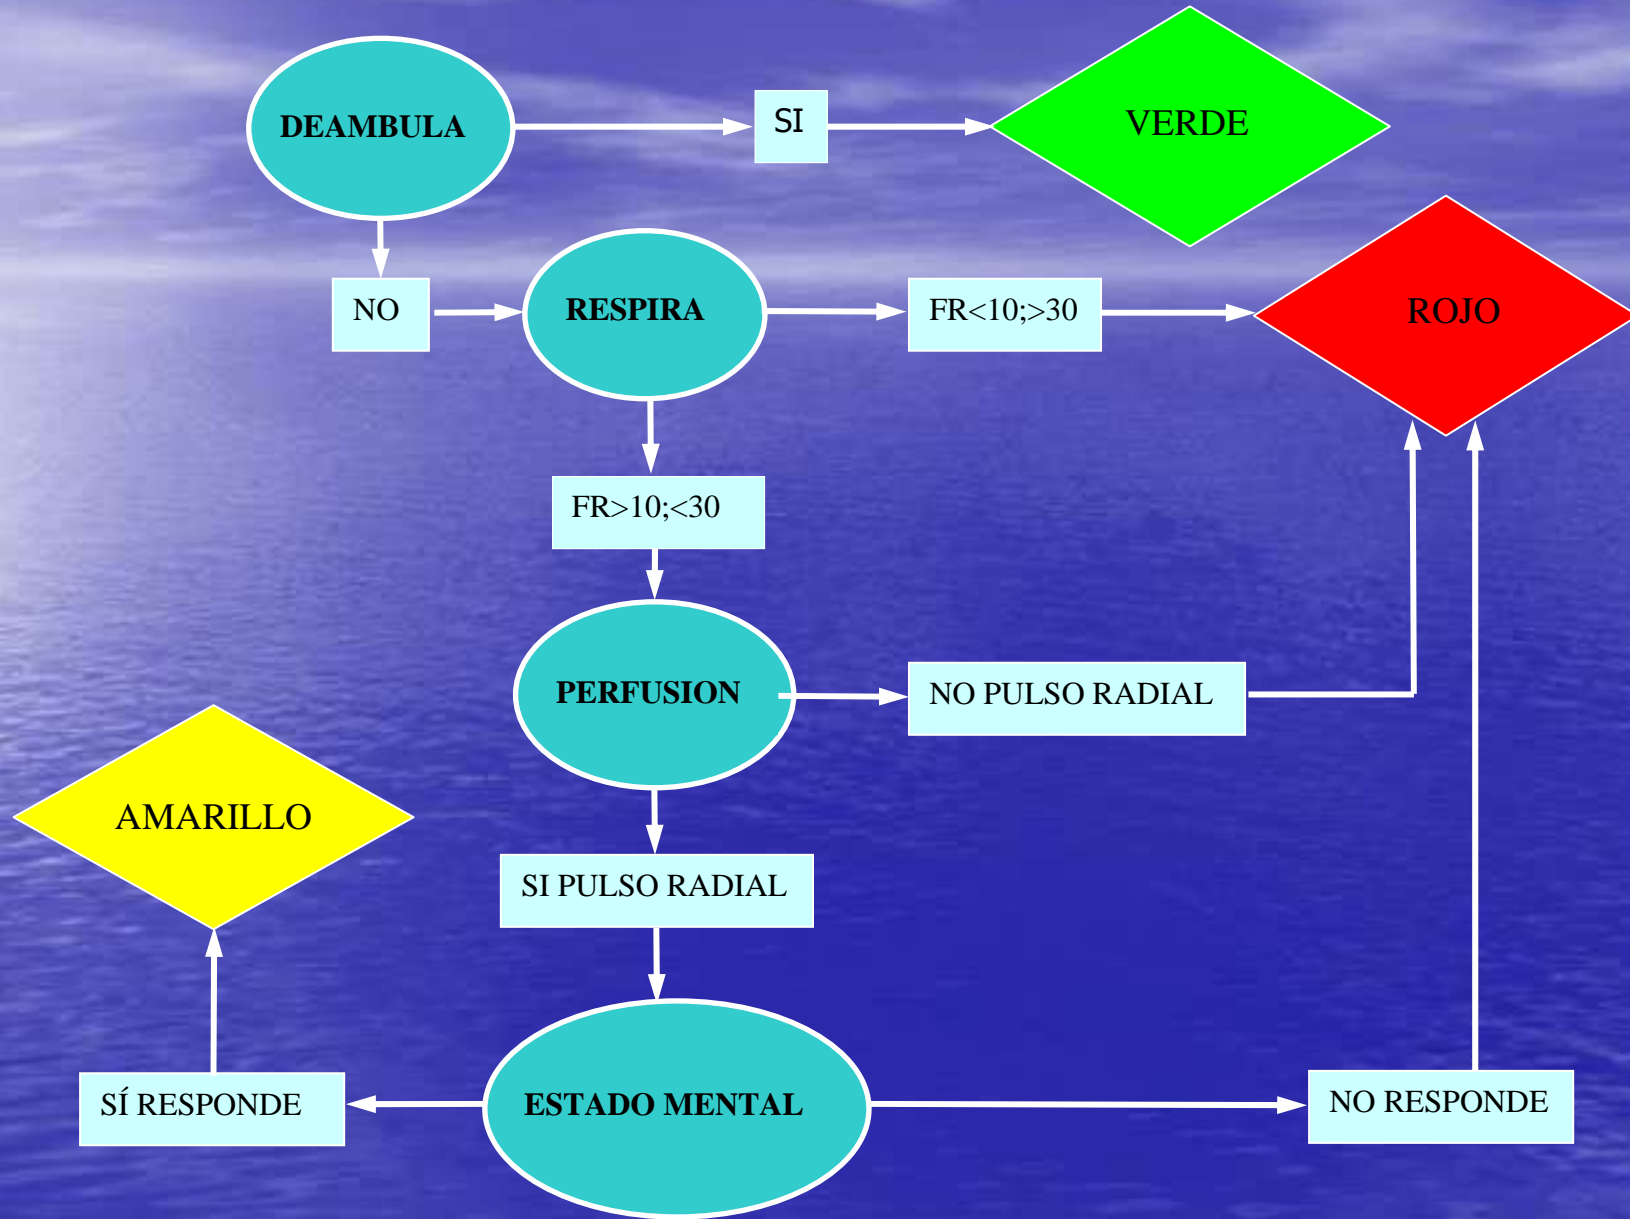 DEAMBULA
SI
VERDE
NO
RESPIRA
FR<10;>30
ROJO
FR>10;<30
PERFUSION
NO PULSO RADIAL
AMARILLO
SI PULSO RADIAL
SÍ RESPONDE
ESTADO MENTAL
NO RESPONDE